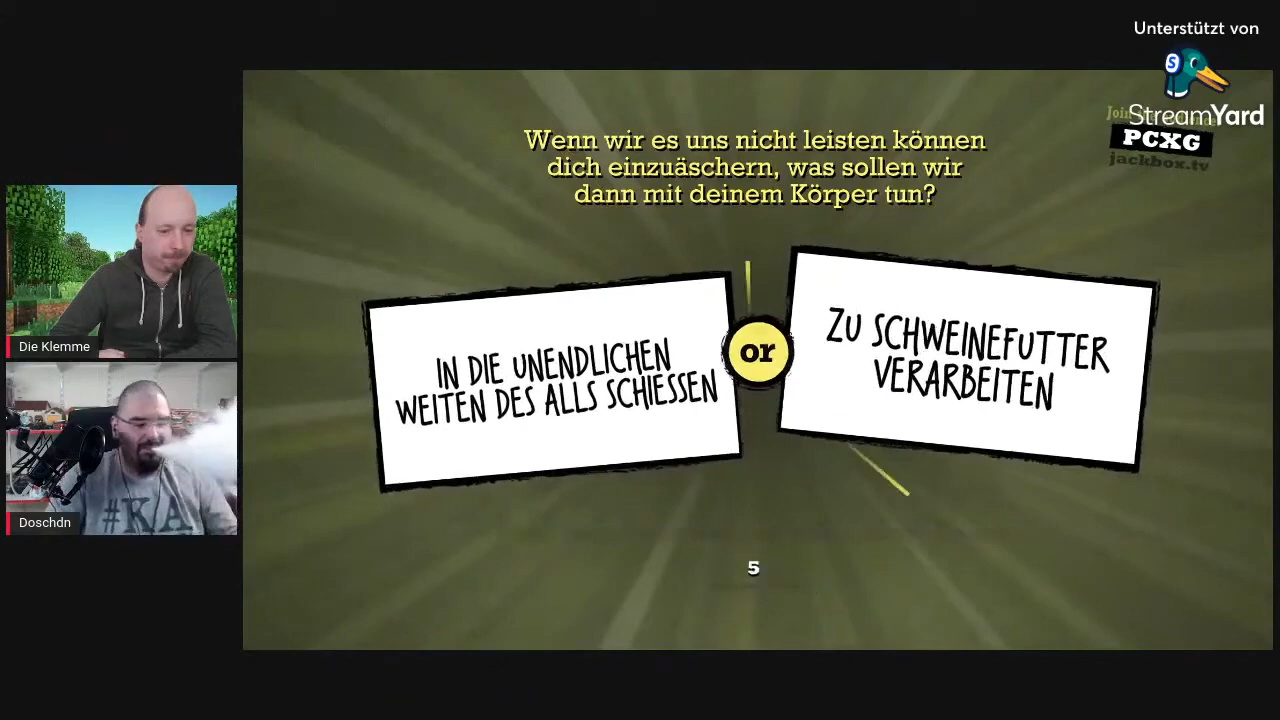 Unterstützt von
StreamYard
PCXG
jackbox.tv
Wenn wir es uns nicht leisten können
dich einzuäschern, was sollen wir
dann mit deinem Körper tun?
IN DIE UNENDLICHEN
WEITEN DES ALLS SCHIESSEN
or
ZU SCHWEINEFUTTER
VERARBEITEN
5
Die Klemme
Doschdn
#KA